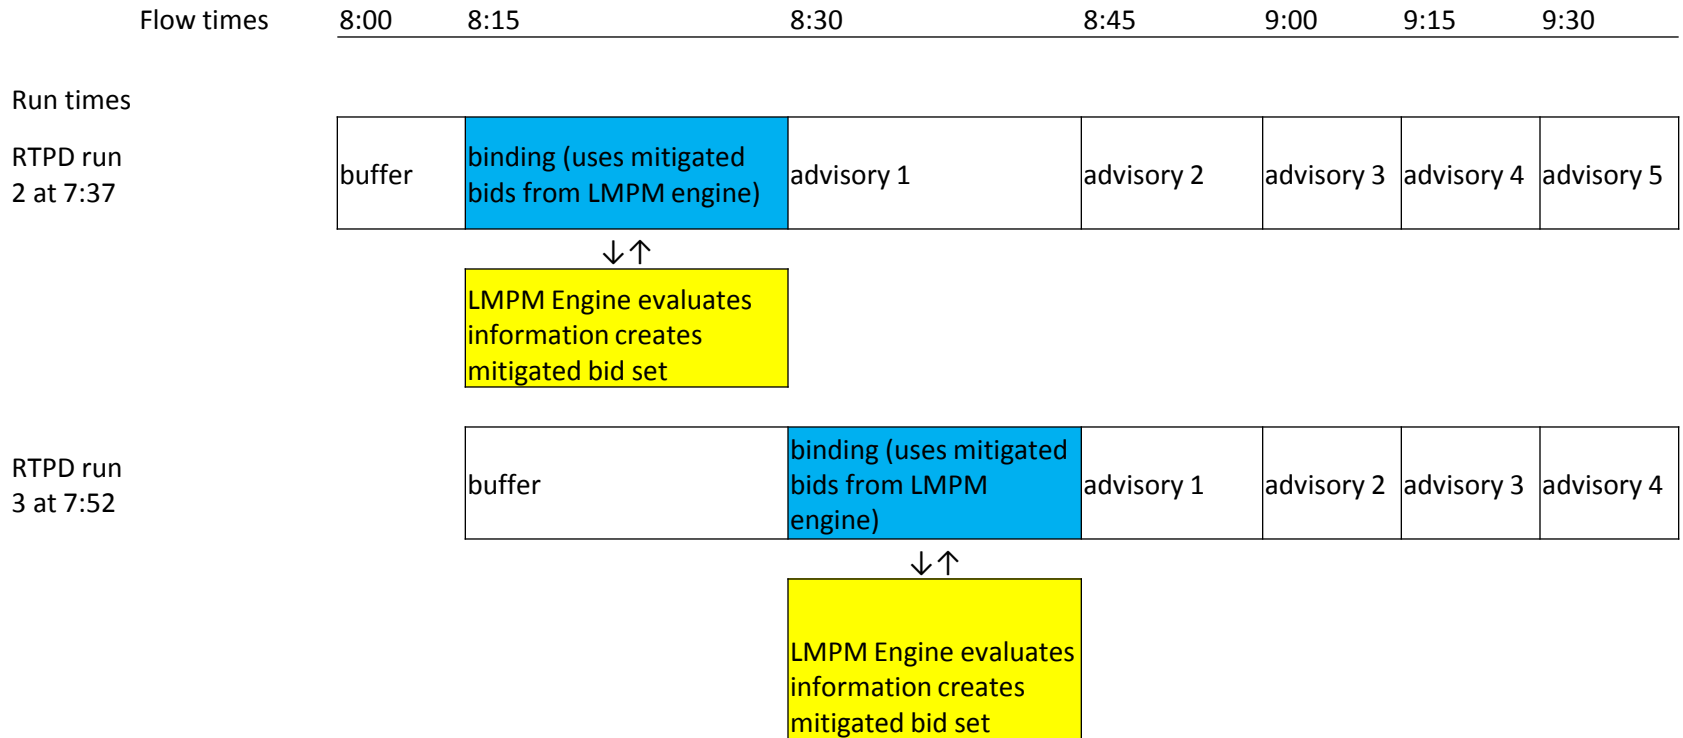 Flow times 8:00 8:15 8:30 8:45 9:00 9:15 9:30
Run times
RTPD run
2 at 7:37
buffer
binding (uses mitigated
bids from LMPM engine)
advisory 1
advisory 2
advisory 3
advisory 4
advisory 5
↓↑
LMPM Engine evaluates
information creates
mitigated bid set
RTPD run
3 at 7:52
buffer
binding (uses mitigated
bids from LMPM
engine)
advisory 1
advisory 2
advisory 3
advisory 4
↓↑
LMPM Engine evaluates
information creates
mitigated bid set